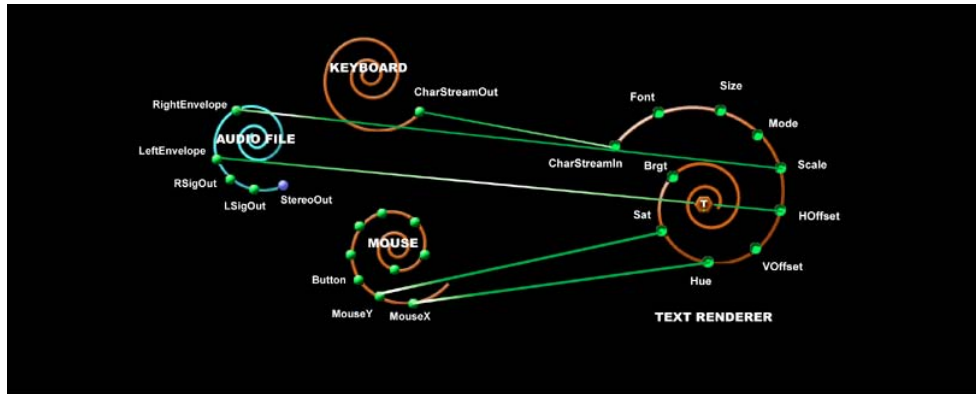 KEYBOARD
CharStreamOut
RightEnvelope
AUDIO FILE
LeftEnvelope
RSigOut
LSigOut
StereoOut
MOUSE
Button
MouseY
MouseX
Size
Font
Mode
CharStreamIn
Brgt
Scale
T
Sat
HOffset
VOffset
Hue
TEXT RENDERER